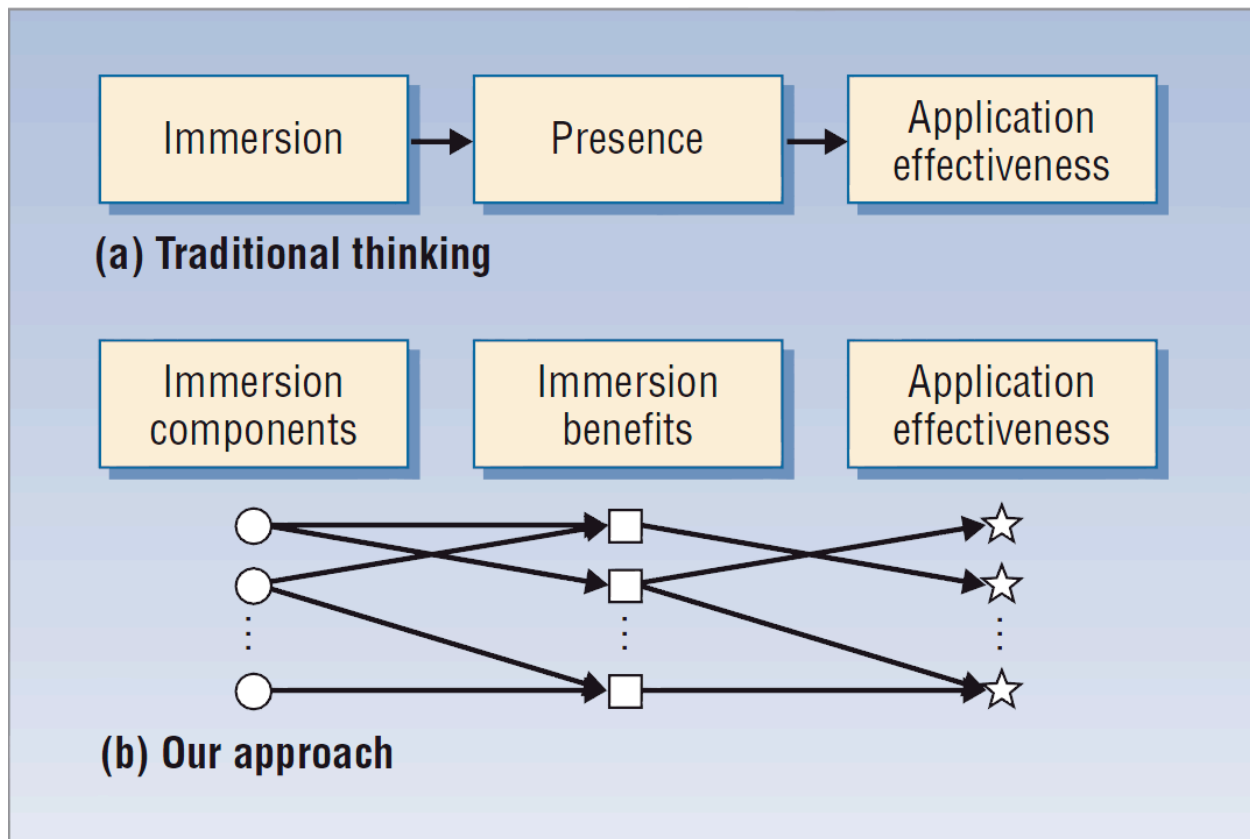 Immersion
Presence
Application
effectiveness
(a) Traditional thinking
Immersion
components
Immersion
benefits
Application
effectiveness
(b) Our approach